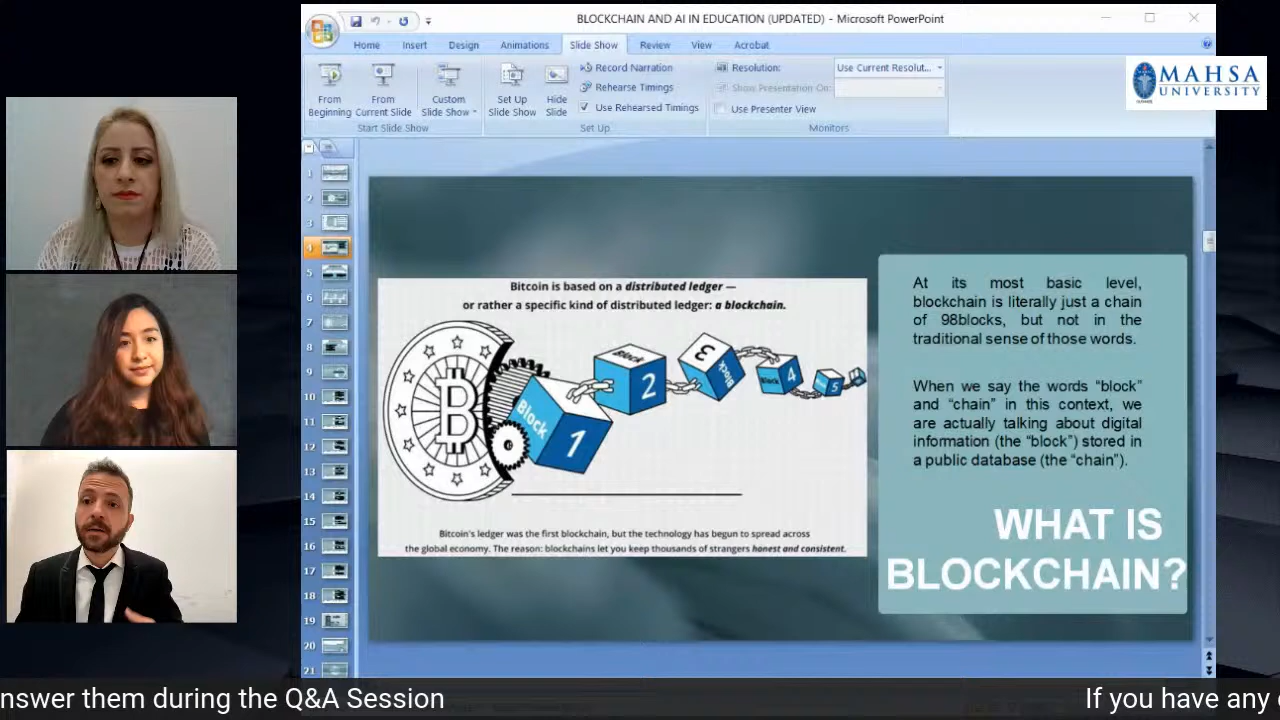 BLOCKCHAIN AND AI IN EDUCATION (UPDATED) - Microsoft PowerPoint
Home Insert Design Animations Slide Show Review View Acrobat
From Beginning
From Current Slide
Custom Slide Show
Start Slide Show
Set Up Slide Show
Hide Slide
Record Narration
Rehearse Timings
Use Rehearsed Timings
Set Up
Resolution: Use Current Resolut...
Show Presentation On:
Use Presenter View
Monitors
MAHSA
UNIVERSITY
1
2
3
4
5
6
7
8
9
10
11
12
13
14
15
16
17
18
19
20
21
Bitcoin is based on a distributed ledger —
or rather a specific kind of distributed ledger: a blockchain.
B
Block 1
Block 2
Block 3
Block 4
5
Bitcoin's ledger was the first blockchain, but the technology has begun to spread across
the global economy. The reason: blockchains let you keep thousands of strangers honest and consistent.
At its most basic level,
blockchain is literally just a chain
of 98blocks, but not in the
traditional sense of those words.
When we say the words “block”
and “chain” in this context, we
are actually talking about digital
information (the “block”) stored in
a public database (the “chain”).
WHAT IS
BLOCKCHAIN?
nswer them during the Q&A Session
If you have any